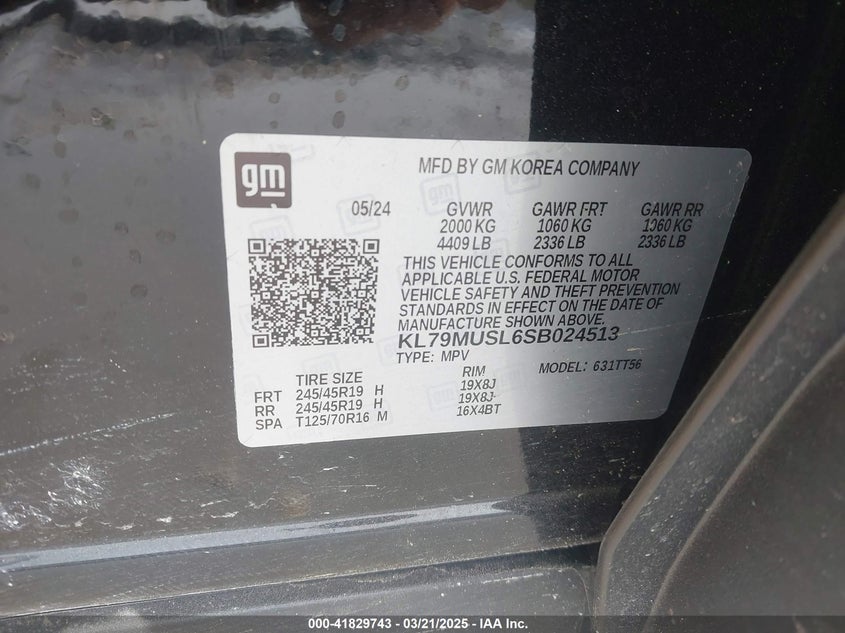 gm
MFD BY GM KOREA COMPANY
05/24 GVWR GAWR FRT GAWR RR
2000 KG 1060 KG 1060 KG
4409 LB 2336 LB 2336 LB
THIS VEHICLE CONFORMS TO ALL
APPLICABLE U.S. FEDERAL MOTOR
VEHICLE SAFETY AND THEFT PREVENTION
STANDARDS IN EFFECT ON THE DATE OF
MANUFACTURE SHOWN ABOVE.
KL79MUSL6SB024513
TYPE: MPV MODEL: 631TT56
TIRE SIZE RIM
FRT 245/45R19 H 19X8J
RR 245/45R19 H 19X8J
SPA T125/70R16 M 16X4BT
000-41829743 - 03/21/2025 - IAA Inc.